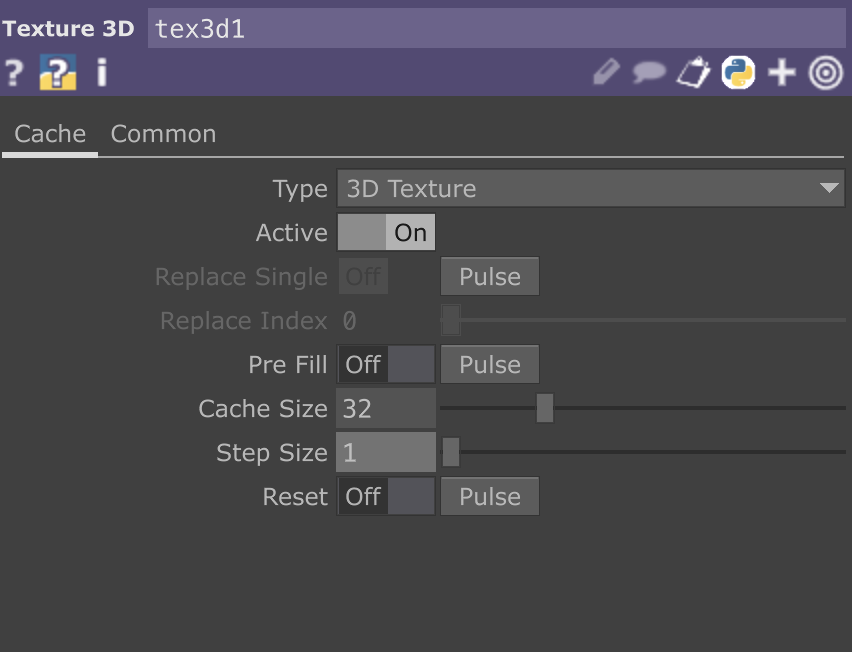 Texture 3D tex3d1
? ? i
Cache Common
Type 3D Texture
Active On
Replace Single Off Pulse
Replace Index 0
Pre Fill Off Pulse
Cache Size 32
Step Size 1
Reset Off Pulse